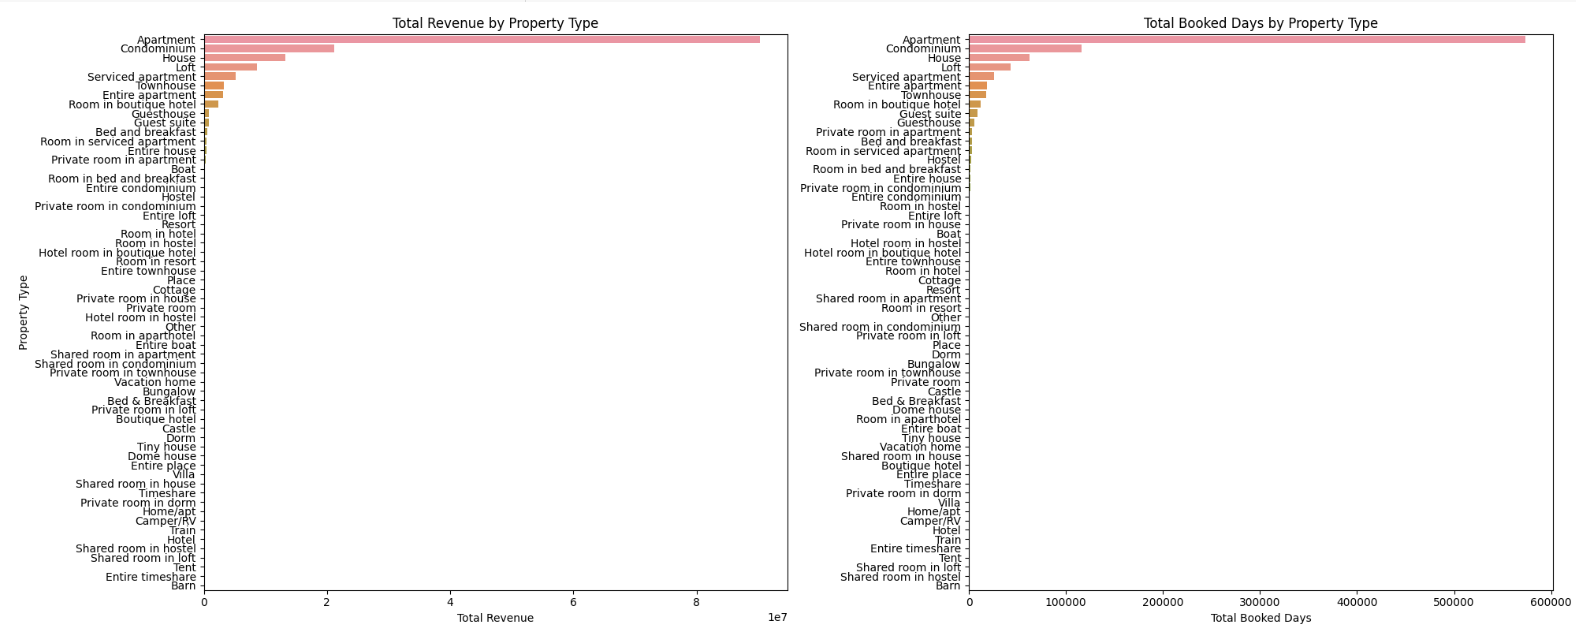 Total Revenue by Property Type
Property Type
Apartment
Condominium
House
Loft
Serviced apartment
Townhouse
Entire apartment
Room in boutique hotel
Guesthouse
Guest suite
Bed and breakfast
Room in serviced apartment
Entire house
Private room in apartment
Boat
Room in bed and breakfast
Entire condominium
Hostel
Private room in condominium
Entire loft
Resort
Room in hotel
Room in hostel
Hotel room in boutique hotel
Room in resort
Entire townhouse
Place
Cottage
Private room in house
Private room
Hotel room in hostel
Other
Room in aparthotel
Entire boat
Shared room in apartment
Shared room in condominium
Private room in townhouse
Vacation home
Bungalow
Bed & Breakfast
Private room in loft
Boutique hotel
Castle
Dorm
Tiny house
Dome house
Entire place
Villa
Shared room in house
Timeshare
Private room in dorm
Home/apt
Camper/RV
Train
Hotel
Shared room in hostel
Shared room in loft
Tent
Entire timeshare
Barn
0 2 4 6 8
1e7
Total Revenue
Total Booked Days by Property Type
Apartment
Condominium
House
Loft
Serviced apartment
Entire apartment
Townhouse
Room in boutique hotel
Guest suite
Guesthouse
Private room in apartment
Bed and breakfast
Room in serviced apartment
Hostel
Room in bed and breakfast
Entire house
Private room in condominium
Entire condominium
Room in hostel
Entire loft
Private room in house
Boat
Hotel room in hostel
Hotel room in boutique hotel
Entire townhouse
Room in hotel
Cottage
Resort
Shared room in apartment
Room in resort
Other
Shared room in condominium
Private room in loft
Place
Dorm
Bungalow
Private room in townhouse
Private room
Castle
Bed & Breakfast
Dome house
Room in aparthotel
Entire boat
Tiny house
Vacation home
Shared room in house
Boutique hotel
Entire place
Timeshare
Private room in dorm
Villa
Home/apt
Camper/RV
Hotel
Train
Entire timeshare
Tent
Shared room in loft
Shared room in hostel
Barn
0 100000 200000 300000 400000 500000 600000
Total Booked Days